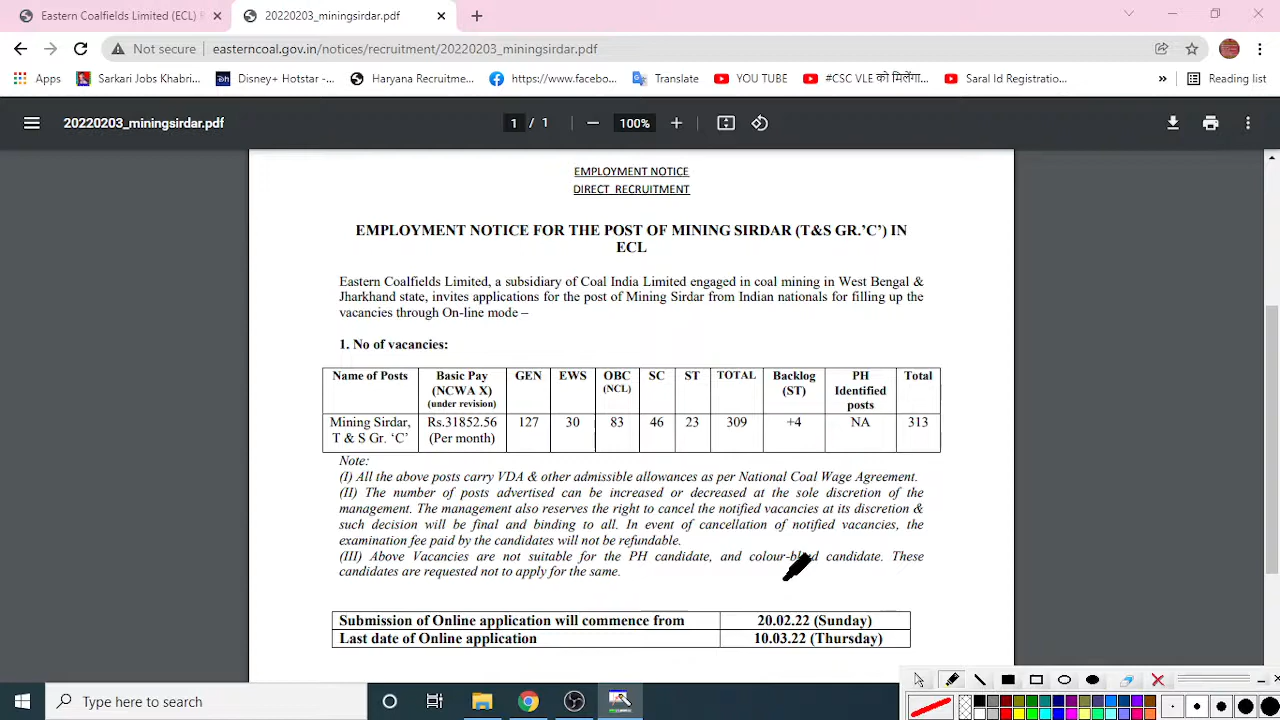 Eastern Coalfields Limited (ECL)
20220203_miningsirdar.pdf
Not secure easterncoal.gov.in/notices/recruitment/20220203_miningsirdar.pdf
Apps Sarkari Jobs Khabri... Disney+ Hotstar -... Haryana Recruitme... https://www.facebo... Translate YOU TUBE #CSC VLE को मिलेंगा... Saral Id Registratio... » Reading list
20220203_miningsirdar.pdf 1 / 1 100%
EMPLOYMENT NOTICE
DIRECT RECRUITMENT
EMPLOYMENT NOTICE FOR THE POST OF MINING SIRDAR (T&S GR.'C') IN
ECL
Eastern Coalfields Limited, a subsidiary of Coal India Limited engaged in coal mining in West Bengal &
Jharkhand state, invites applications for the post of Mining Sirdar from Indian nationals for filling up the
vacancies through On-line mode –
1. No of vacancies:
Name of Posts Basic Pay GEN EWS OBC SC ST TOTAL Backlog PH Total
(NCWA X) (NCL) (ST) Identified
(under revision) posts
Mining Sirdar, Rs.31852.56 127 30 83 46 23 309 +4 NA 313
T & S Gr. 'C' (Per month)
Note:
(I) All the above posts carry VDA & other admissible allowances as per National Coal Wage Agreement.
(II) The number of posts advertised can be increased or decreased at the sole discretion of the
management. The management also reserves the right to cancel the notified vacancies at its discretion &
such decision will be final and binding to all. In event of cancellation of notified vacancies, the
examination fee paid by the candidates will not be refundable.
(III) Above Vacancies are not suitable for the PH candidate, and colour-blind candidate. These
candidates are requested not to apply for the same.
Submission of Online application will commence from 20.02.22 (Sunday)
Last date of Online application 10.03.22 (Thursday)
Type here to search